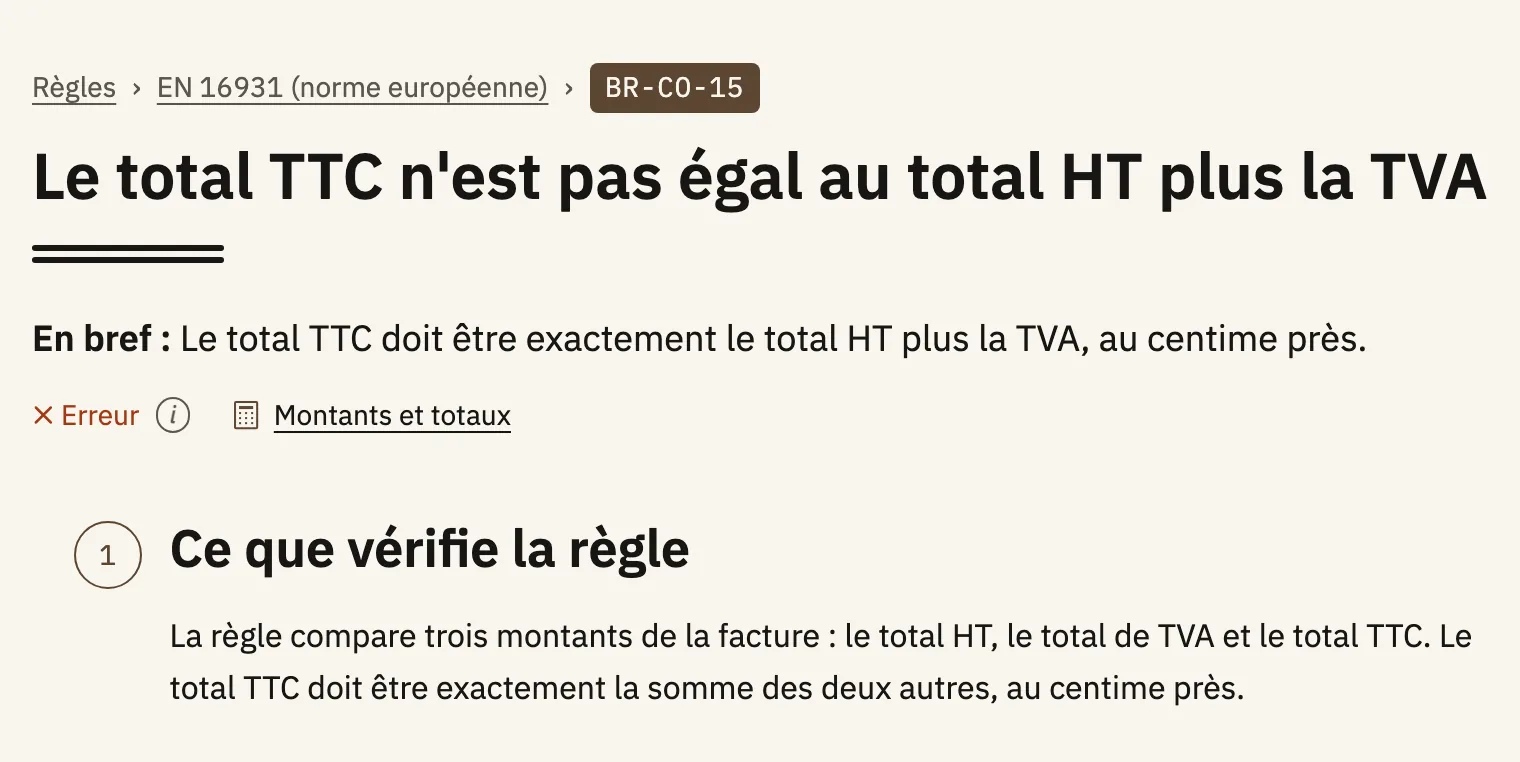 Règles › EN 16931 (norme européenne) › BR-CO-15
Le total TTC n'est pas égal au total HT plus la TVA
En bref : Le total TTC doit être exactement le total HT plus la TVA, au centime près.
× Erreur i Montants et totaux
1 Ce que vérifie la règle
La règle compare trois montants de la facture : le total HT, le total de TVA et le total TTC. Le
total TTC doit être exactement la somme des deux autres, au centime près.